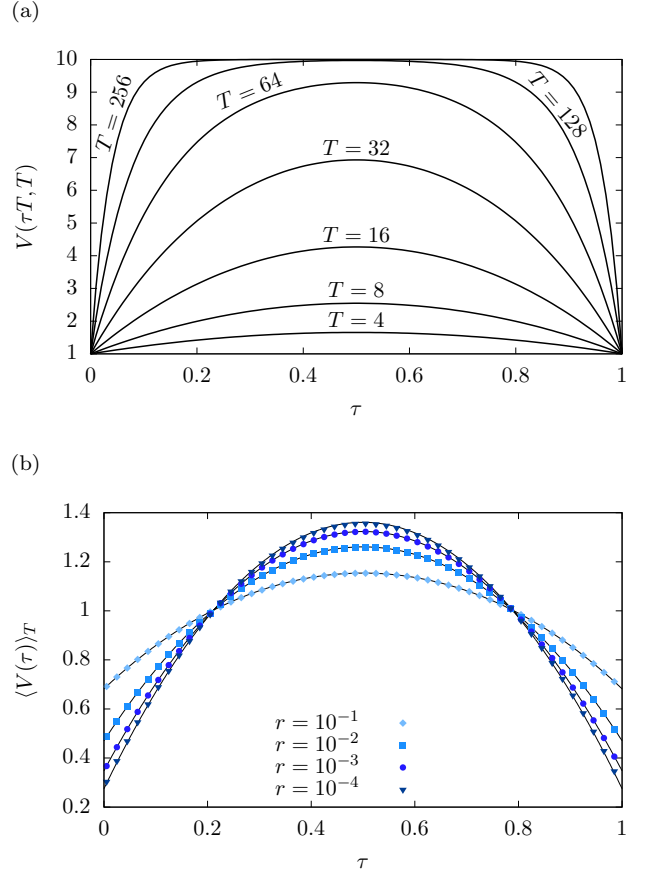 (a)
V(τT, T)
10
9
8
7
6
5
4
3
2
1
T = 256
T = 64
T = 128
T = 32
T = 16
T = 8
T = 4
0
0.2
0.4
0.6
0.8
1
τ
(b)
⟨V(τ)⟩_T
1.4
1.2
1
0.8
0.6
0.4
0.2
r = 10⁻¹
r = 10⁻²
r = 10⁻³
r = 10⁻⁴
0
0.2
0.4
0.6
0.8
1
τ